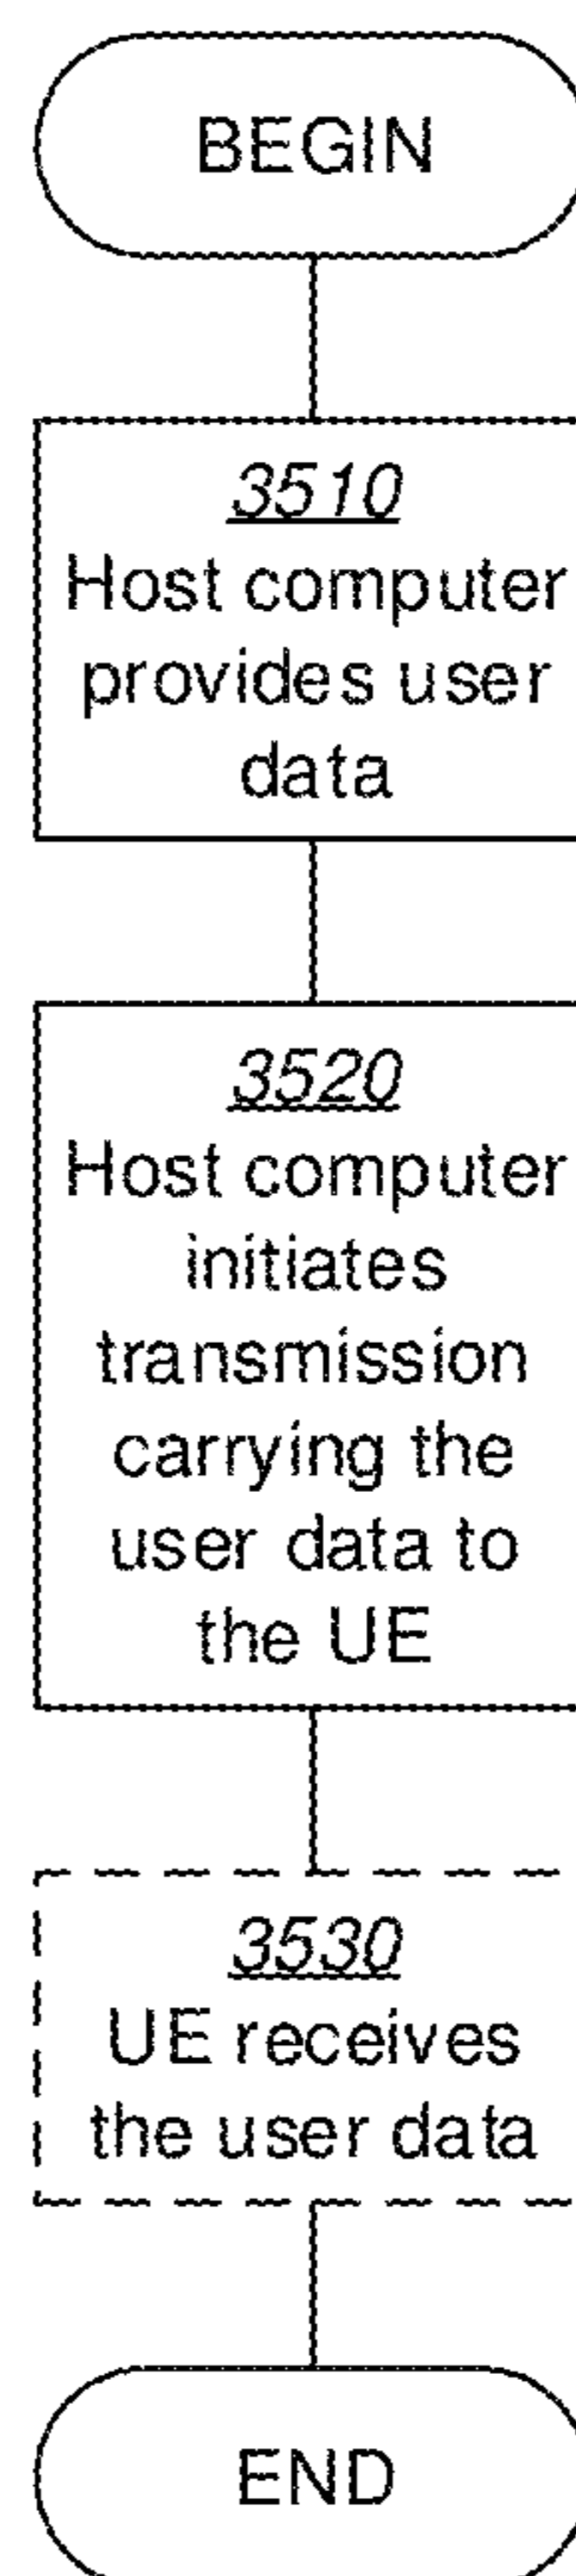 BEGIN
3510
Host computer
provides user
data
3520
Host computer
initiates
transmission
carrying the
user data to
the UE
3530
UE receives
the user data
END